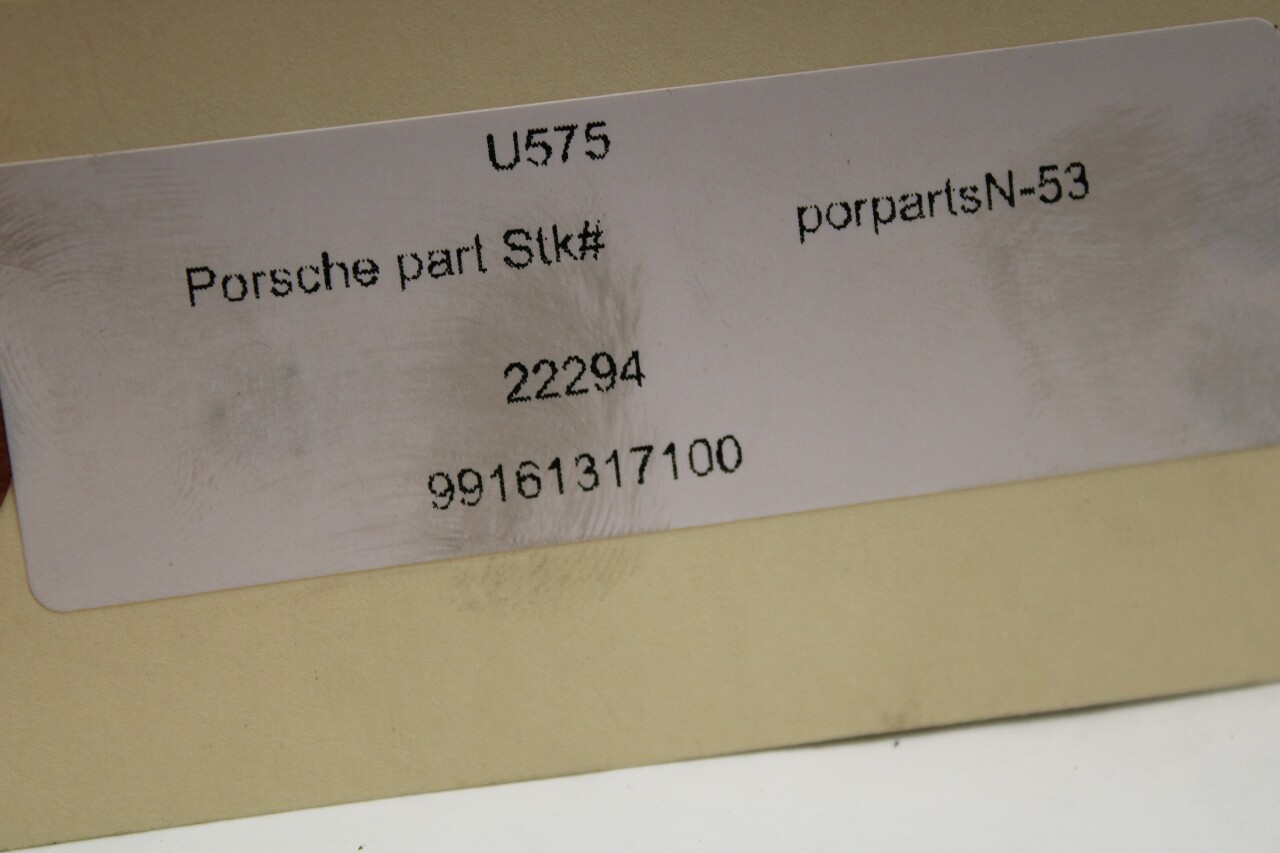 U575
Porsche part Stk#
porpartsN-53
22294
99161317100